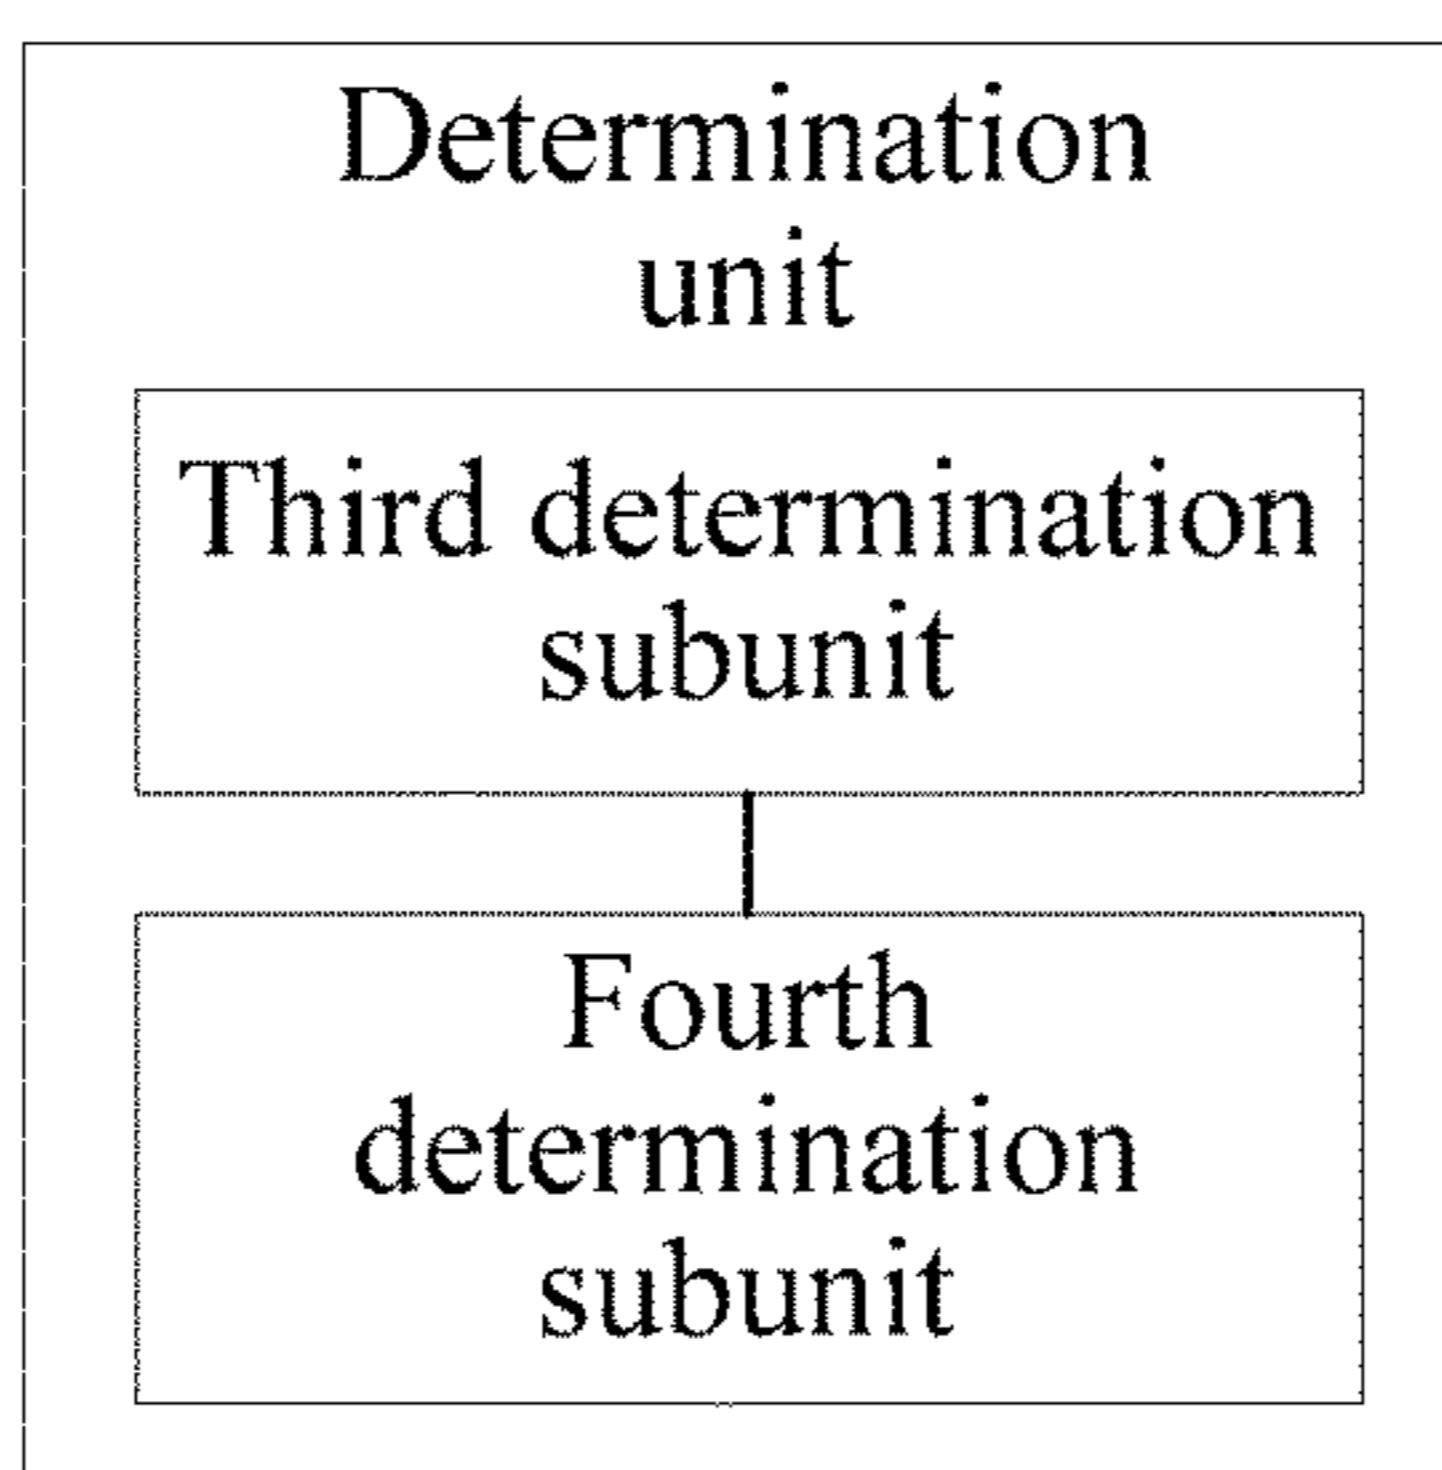 Determination
unit
Third determination
subunit
Fourth
determination
subunit